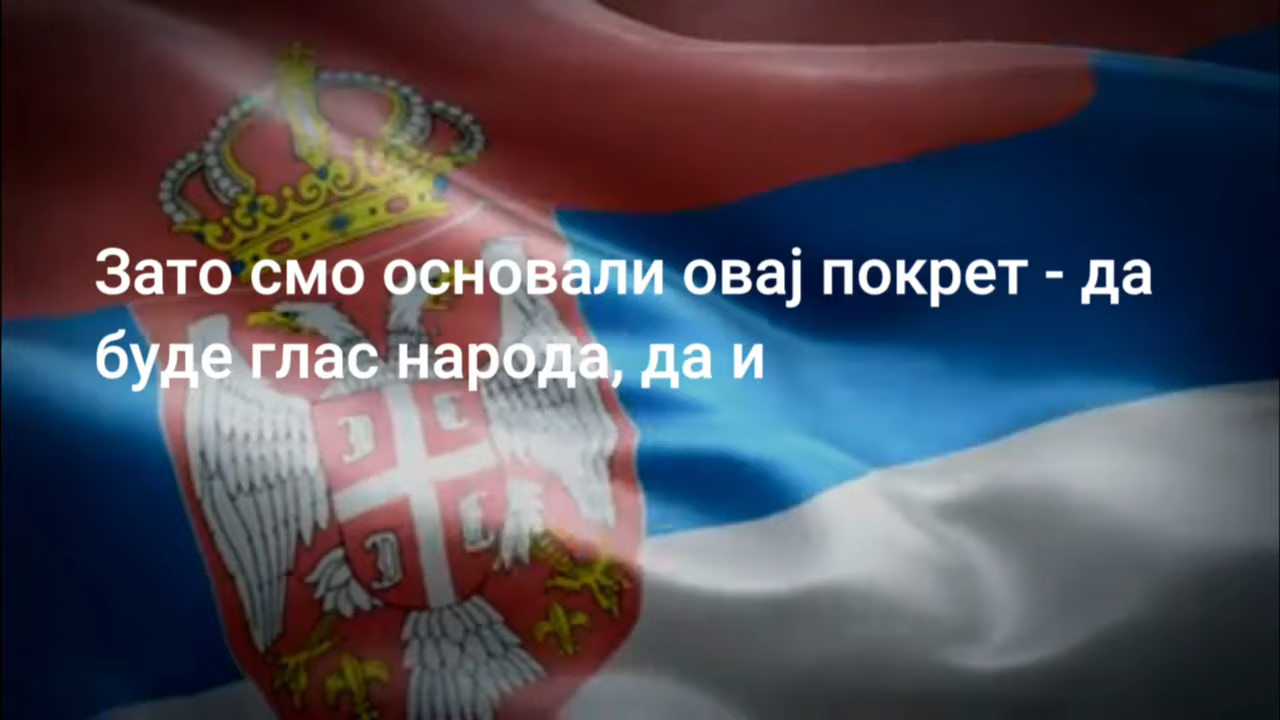 Зато смо основали овај покрет - да
буде глас народа, да и